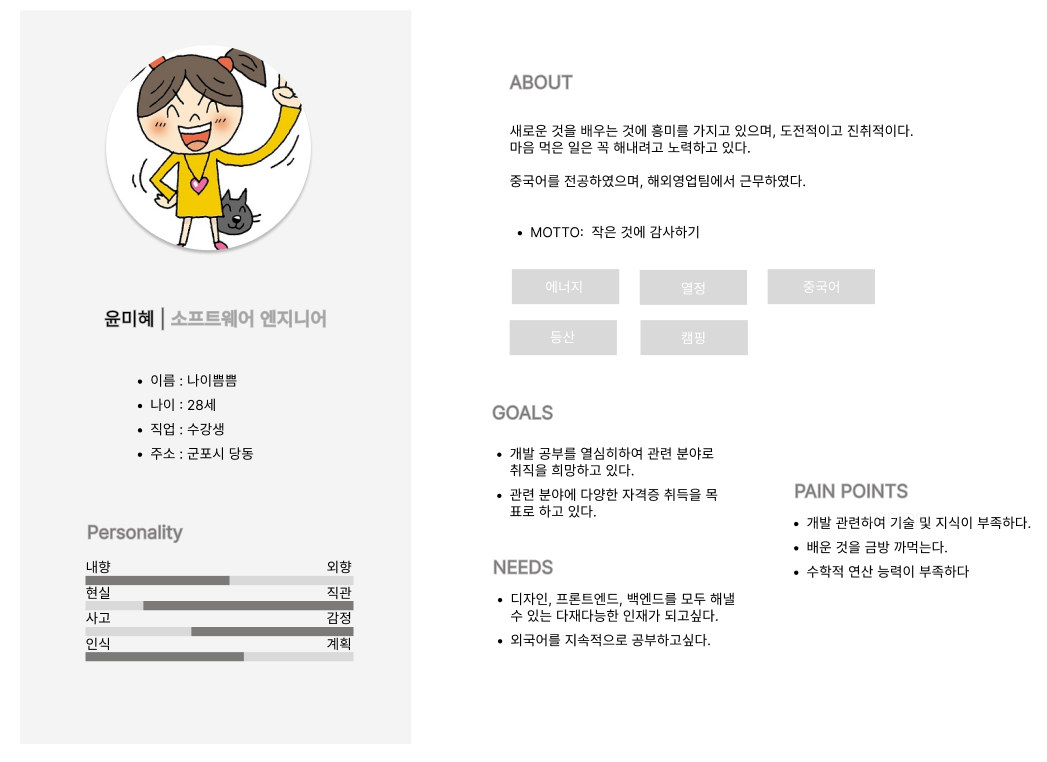 윤미혜 | 소프트웨어 엔지니어
• 이름 : 나이쁨쁨
• 나이 : 28세
• 직업 : 수강생
• 주소 : 군포시 당동
Personality
내향 외향
현실 직관
사고 감정
인식 계획
ABOUT
새로운 것을 배우는 것에 흥미를 가지고 있으며, 도전적이고 진취적이다.
마음 먹은 일은 꼭 해내려고 노력하고 있다.
중국어를 전공하였으며, 해외영업팀에서 근무하였다.
• MOTTO: 작은 것에 감사하기
에너지 열정 중국어
등산 캠핑
GOALS
• 개발 공부를 열심히하여 관련 분야로
취직을 희망하고 있다.
• 관련 분야에 다양한 자격증 취득을 목
표로 하고 있다.
NEEDS
• 디자인, 프론트엔드, 백엔드를 모두 해낼
수 있는 다재다능한 인재가 되고싶다.
• 외국어를 지속적으로 공부하고싶다.
PAIN POINTS
• 개발 관련하여 기술 및 지식이 부족하다.
• 배운 것을 금방 까먹는다.
• 수학적 연산 능력이 부족하다